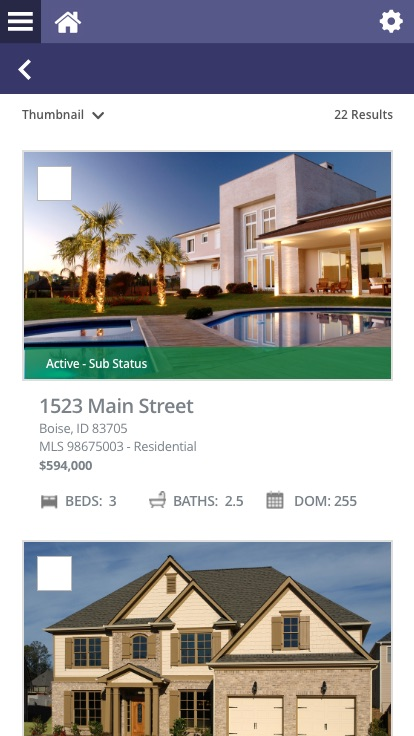 Thumbnail
22 Results
Active - Sub Status
1523 Main Street
Boise, ID 83705
MLS 98675003 - Residential
$594,000
BEDS: 3 BATHS: 2.5 DOM: 255